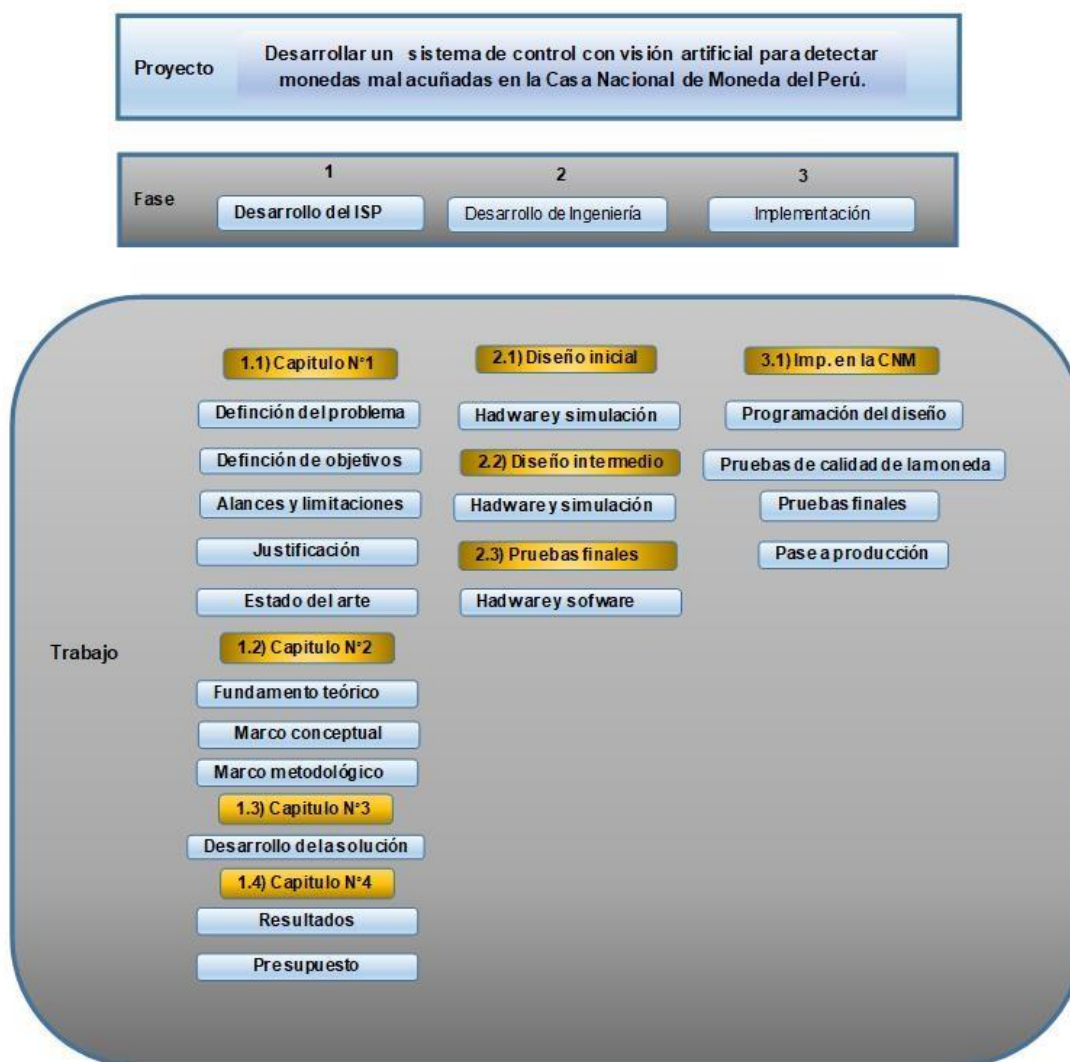 Proyecto
Desarrollar un sistema de control con visión artificial para detectar
monedas mal acuñadas en la Casa Nacional de Moneda del Perú.
Fase
1
Desarrollo del ISP
2
Desarrollo de Ingeniería
3
Implementación
Trabajo
1.1) Capitulo N°1
Definción del problema
Definción de objetivos
Alances y limitaciones
Justificación
Estado del arte
1.2) Capitulo N°2
Fundamento teórico
Marco conceptual
Marco metodológico
1.3) Capitulo N°3
Desarrollo de la solución
1.4) Capitulo N°4
Resultados
Presupuesto
2.1) Diseño inicial
Hadware y simulación
2.2) Diseño intermedio
Hadware y simulación
2.3) Pruebas finales
Hadware y sofware
3.1) Imp. en la CNM
Programación del diseño
Pruebas de calidad de la moneda
Pruebas finales
Pase a producción